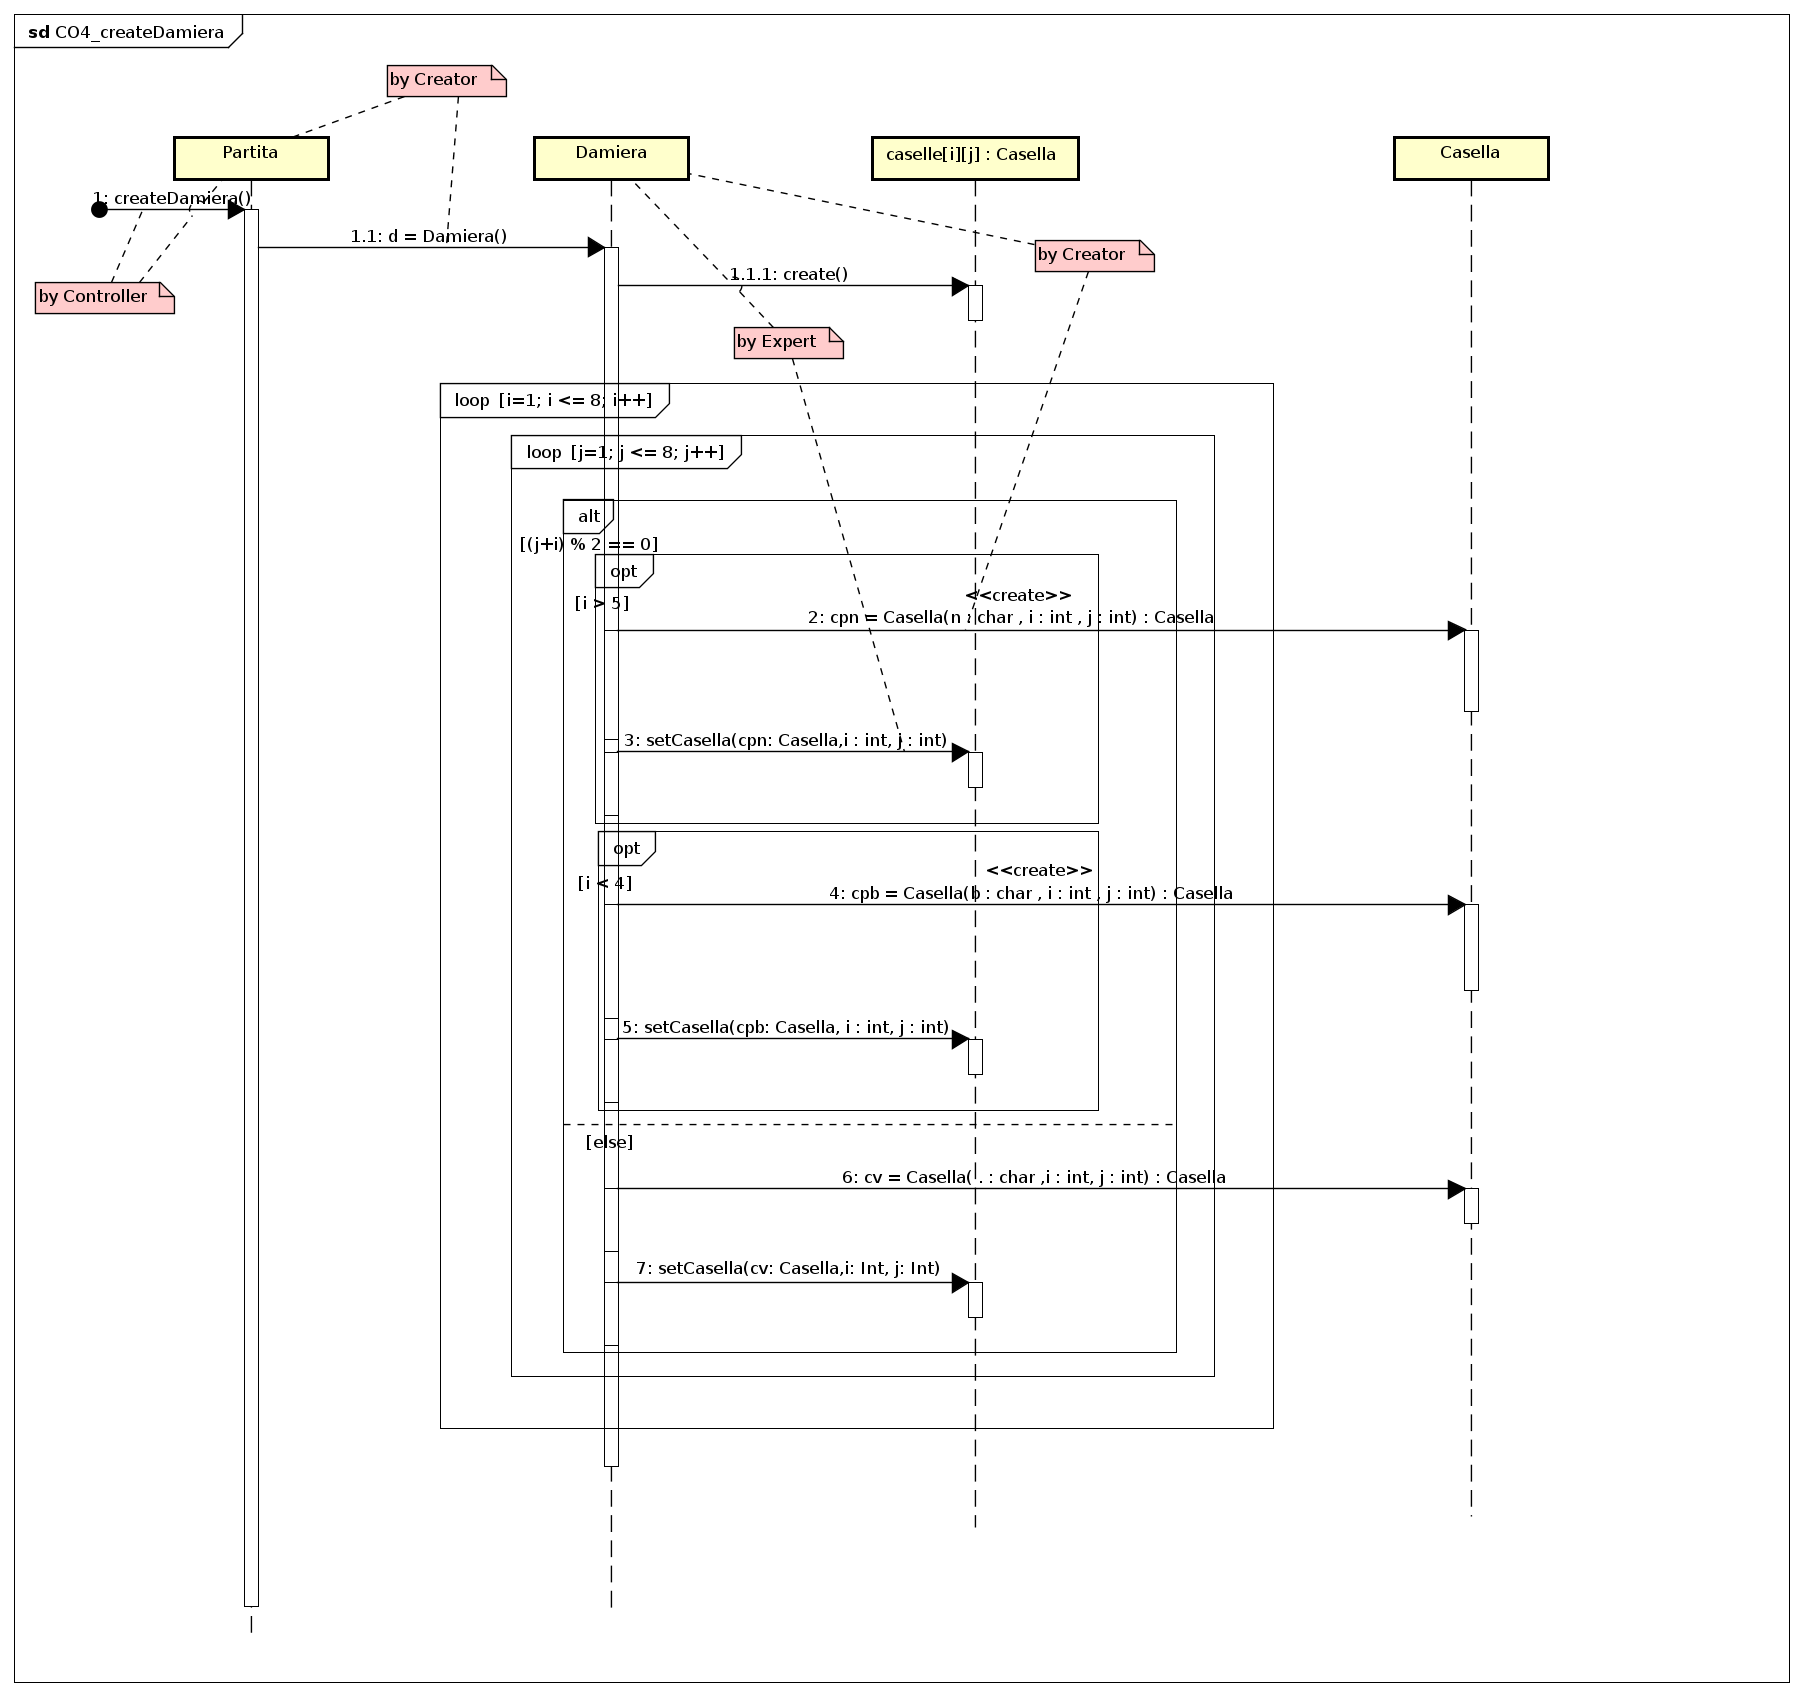 sd CO4_createDamiera
by Creator
Partita
Damiera
caselle[i][j] : Casella
Casella
1: createDamiera()
1.1: d = Damiera()
by Creator
1.1.1: create()
by Controller
by Expert
loop [i=1; i <= 8; i++]
loop [j=1; j <= 8; j++]
alt
[(j+i) % 2 == 0]
opt
[i > 5]
<<create>>
2: cpn = Casella(n : char , i : int , j : int) : Casella
3: setCasella(cpn: Casella,i : int, j : int)
opt
[i < 4]
<<create>>
4: cpb = Casella(b : char , i : int , j : int) : Casella
5: setCasella(cpb: Casella, i : int, j : int)
[else]
6: cv = Casella( . : char ,i : int, j : int) : Casella
7: setCasella(cv: Casella,i: Int, j: Int)